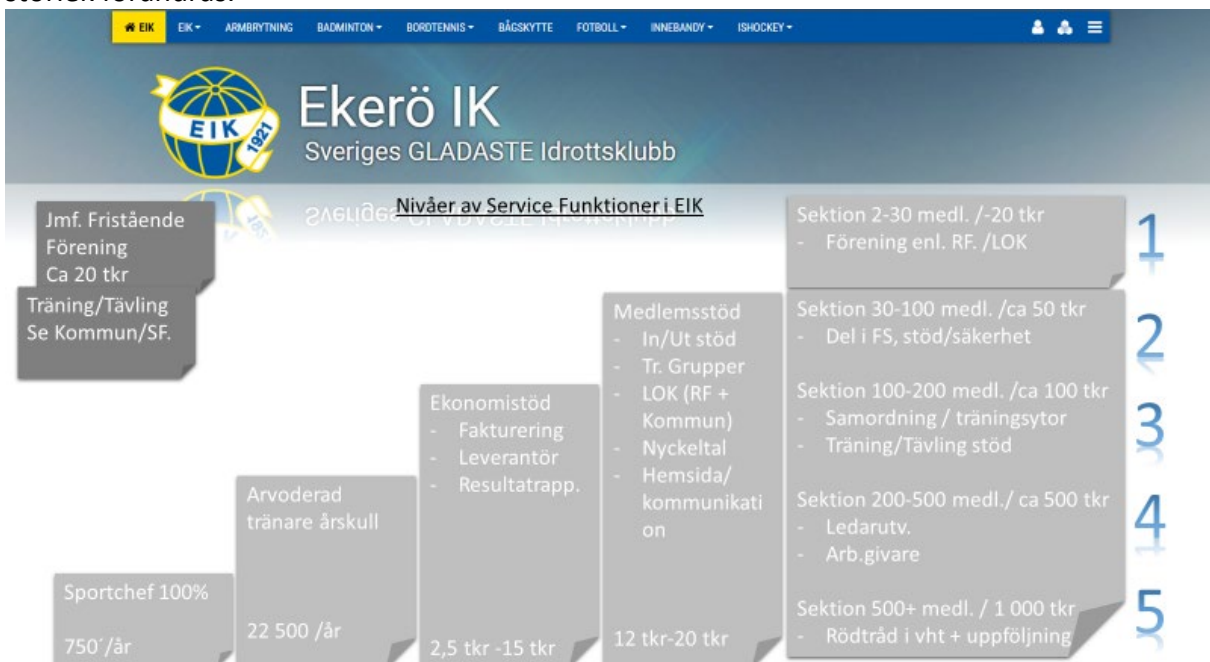 EIK
EIK
ARMBRYTNING
BADMINTON
BORDTENNIS
BÅGSKYTTE
FOTBOLL
INNEBANDY
ISHOCKEY
EIK
1921
Ekerö IK
Sveriges GLADASTE Idrottsklubb
Nivåer av Service Funktioner i EIK
Jmf. Fristående
Förening
Ca 20 tkr
Träning/Tävling
Se Kommun/SF.
Sportchef 100%
750´/år
Arvoderad
tränare årskull
22 500 /år
Ekonomistöd
- Fakturering
- Leverantör
- Resultatrapp.
2,5 tkr -15 tkr
Medlemsstöd
- In/Ut stöd
- Tr. Grupper
- LOK (RF +
Kommun)
- Nyckeltal
- Hemsida/
kommunikati
on
12 tkr-20 tkr
Sektion 2-30 medl. /-20 tkr
- Förening enl. RF. /LOK
1
Sektion 30-100 medl. /ca 50 tkr
- Del i FS, stöd/säkerhet
2
Sektion 100-200 medl. /ca 100 tkr
- Samordning / träningsytor
- Träning/Tävling stöd
3
Sektion 200-500 medl./ ca 500 tkr
- Ledarutv.
- Arb.givare
4
Sektion 500+ medl. / 1 000 tkr
- Rödtråd i vht + uppföljning
5